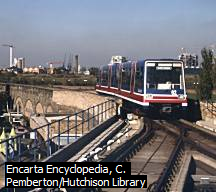 Encarta Encyclopedia, C.
Pemberton/Hutchison Library